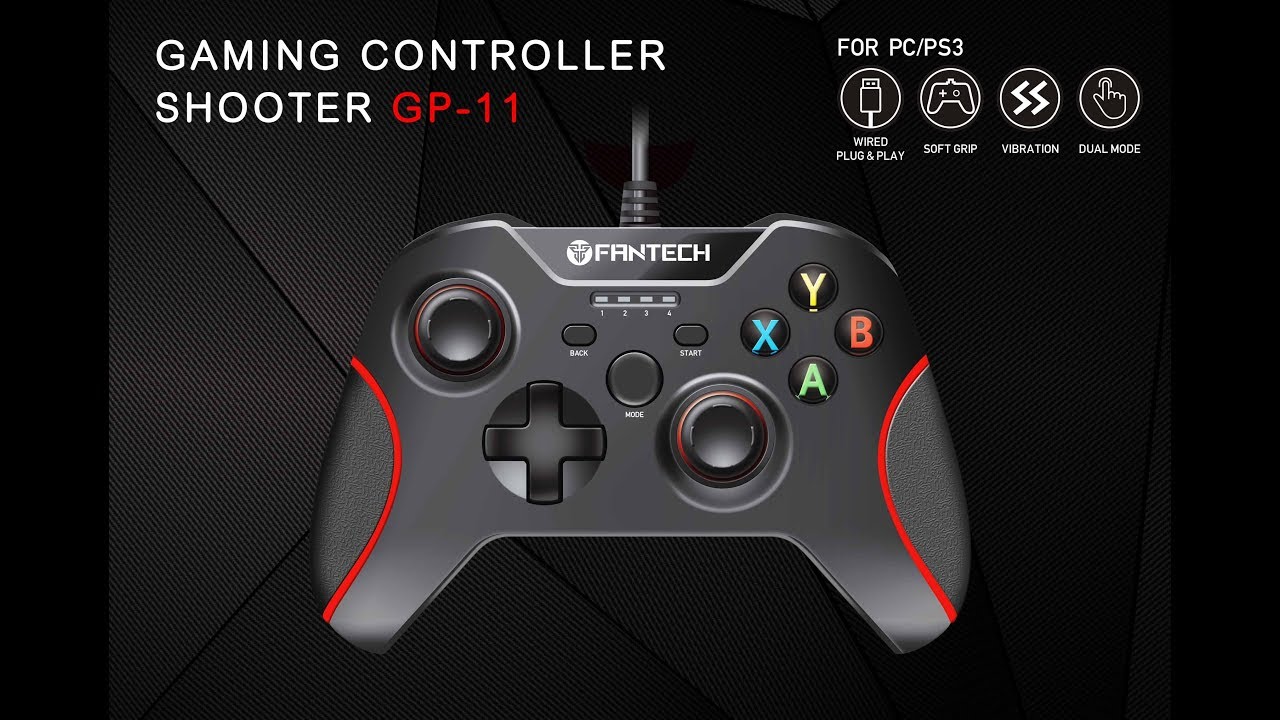 GAMING CONTROLLER
SHOOTER GP-11
FOR PC/PS3
WIRED
PLUG & PLAY
SOFT GRIP
VIBRATION
DUAL MODE
FANTECH
1 2 3 4
BACK
START
MODE
Y
X
B
A